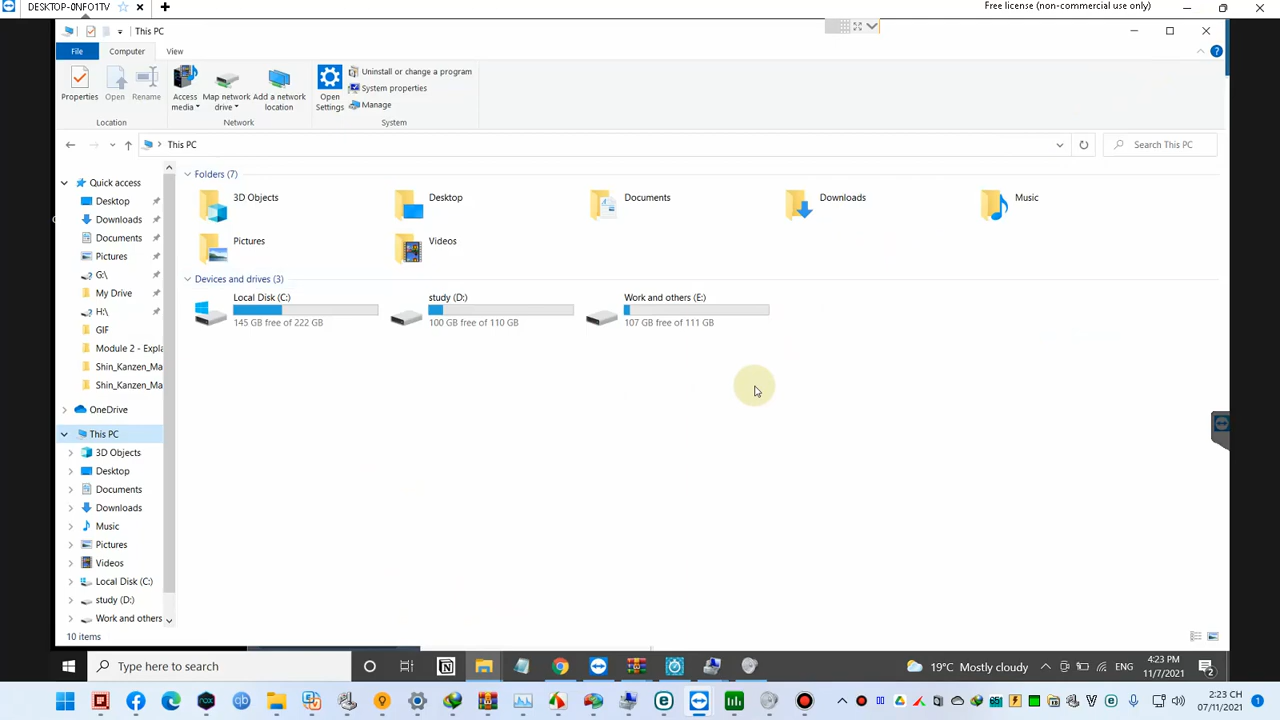 DESKTOP-0NFO1TV
Free license (non-commercial use only)
This PC
File
Computer
View
Properties
Open
Rename
Access media
Map network drive
Add a network location
Open Settings
Uninstall or change a program
System properties
Manage
Location
Network
System
This PC
Search This PC
Quick access
Desktop
Downloads
Documents
Pictures
G:\
My Drive
H:\
GIF
Module 2 - Expla
Shin_Kanzen_Ma
Shin_Kanzen_Ma
OneDrive
This PC
3D Objects
Desktop
Documents
Downloads
Music
Pictures
Videos
Local Disk (C:)
study (D:)
Work and others
Folders (7)
3D Objects
Desktop
Documents
Downloads
Music
Pictures
Videos
Devices and drives (3)
Local Disk (C:)
145 GB free of 222 GB
study (D:)
100 GB free of 110 GB
Work and others (E:)
107 GB free of 111 GB
10 items
Type here to search
19°C Mostly cloudy
ENG
4:23 PM
11/7/2021
2
2:23 CH
07/11/2021
1